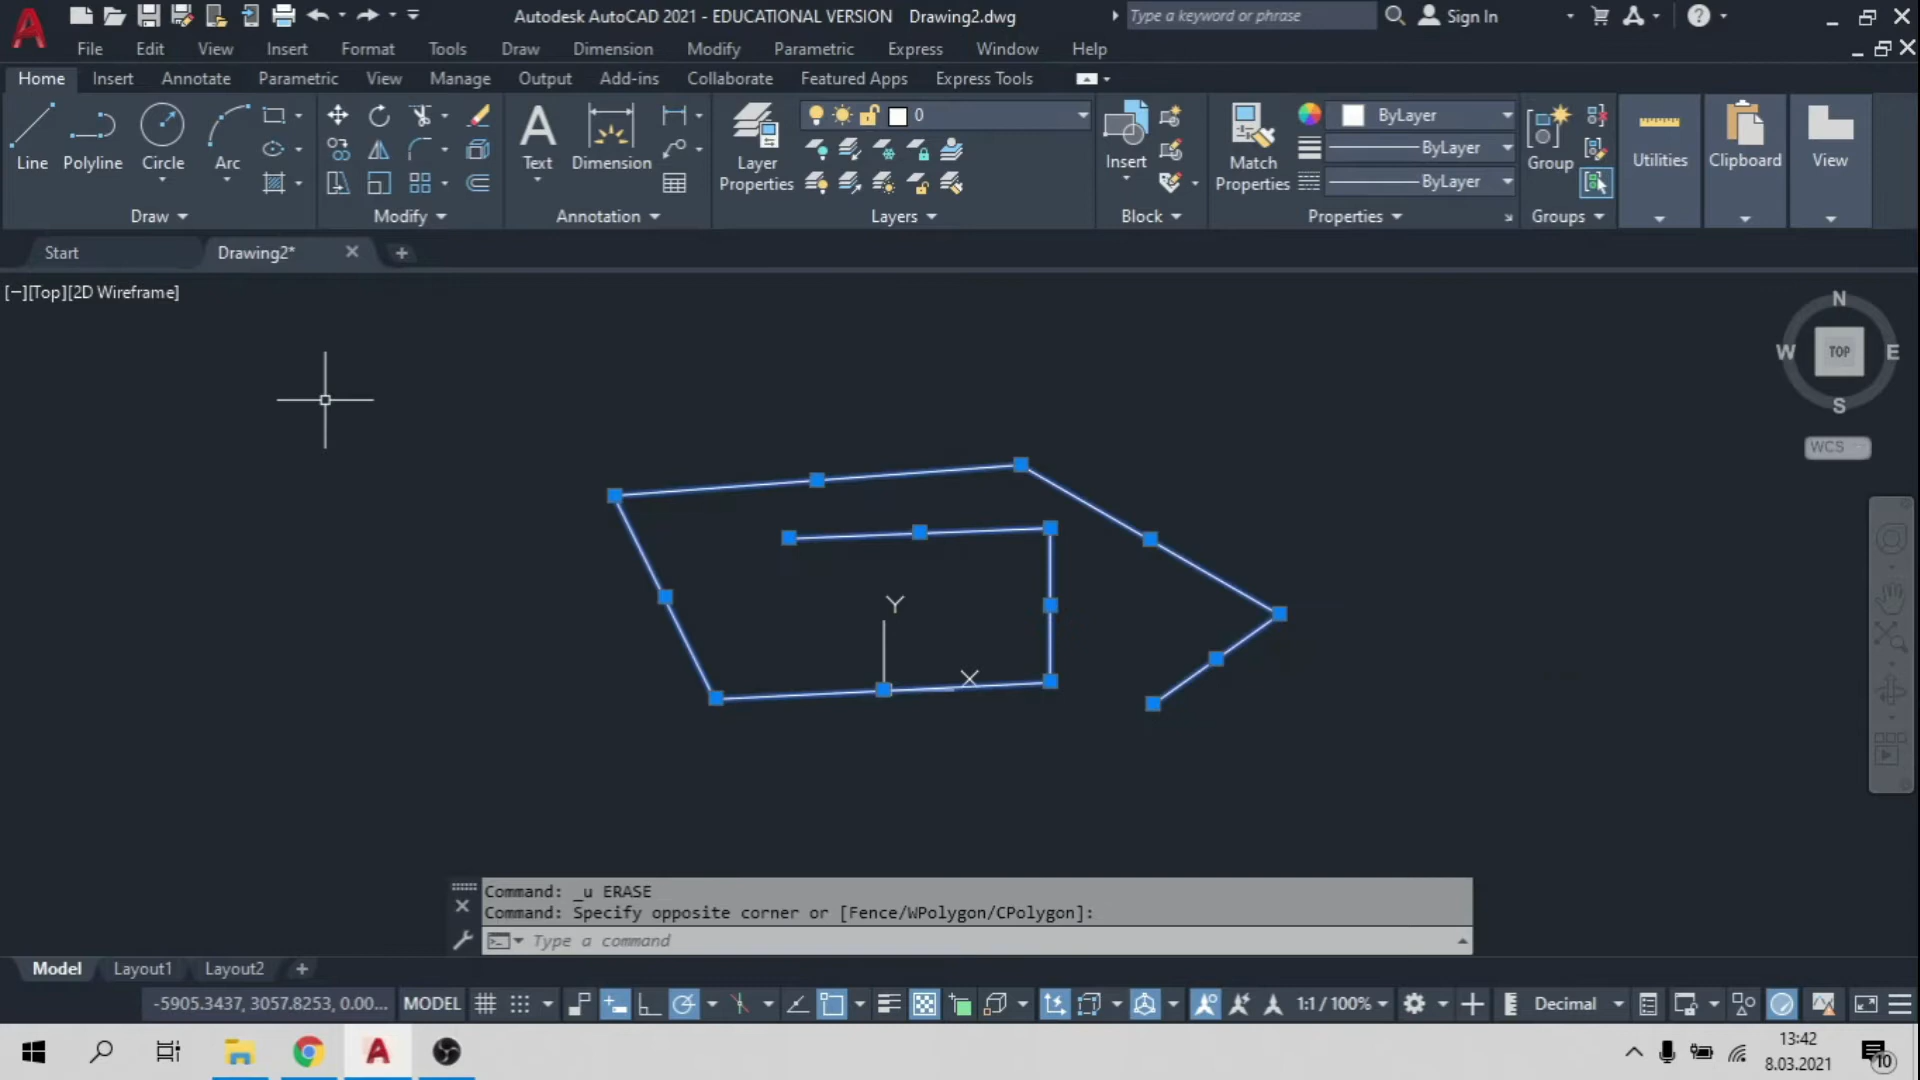 Autodesk AutoCAD 2021 - EDUCATIONAL VERSION Drawing2.dwg Type a keyword or phrase Sign In
File Edit View Insert Format Tools Draw Dimension Modify Parametric Express Window Help
Home Insert Annotate Parametric View Manage Output Add-ins Collaborate Featured Apps Express Tools
0 ByLayer
ByLayer
Line Polyline Circle Arc Text Dimension Layer Properties Insert Match Properties Group Utilities Clipboard View
ByLayer
Draw Modify Annotation Layers Block Properties Groups
Start Drawing2*
[−][Top][2D Wireframe]
N
W TOP E
S
WCS
Y
X
Command: _u ERASE
Command: Specify opposite corner or [Fence/WPolygon/CPolygon]:
Type a command
Model Layout1 Layout2
-5905.3437, 3057.8253, 0.00... MODEL 1:1 / 100% Decimal
13:42
8.03.2021
10